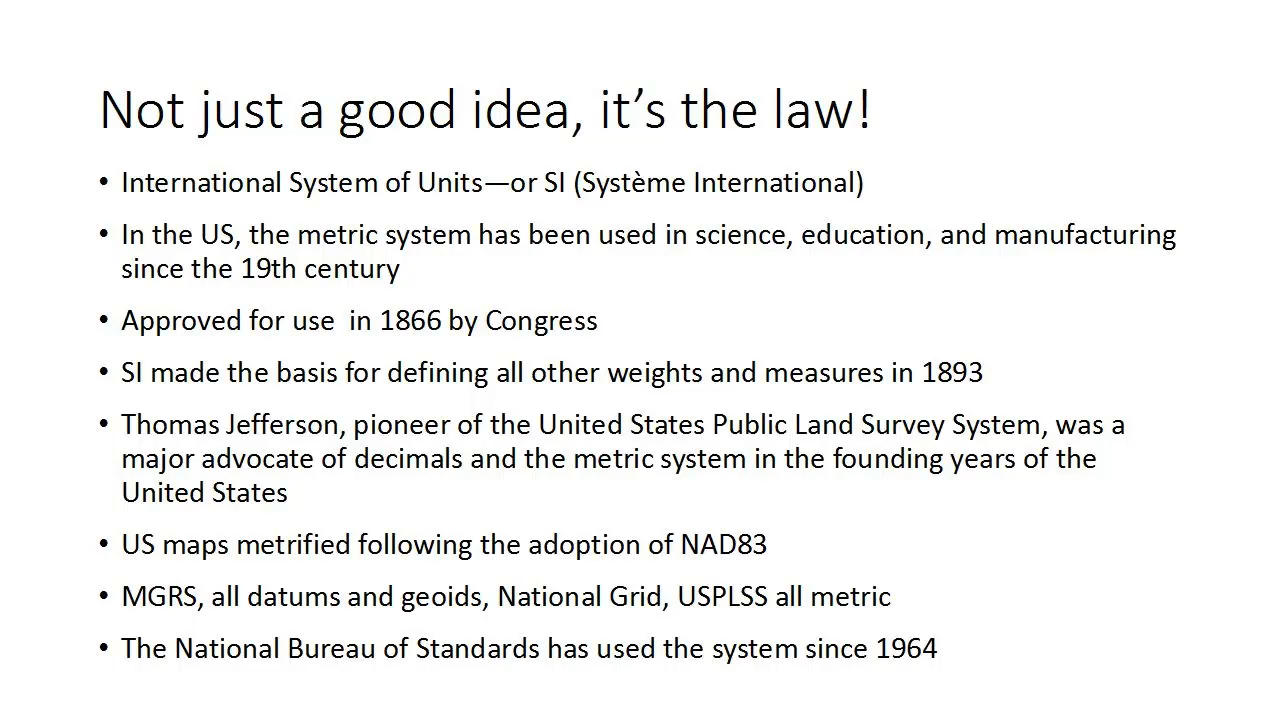 Not just a good idea, it’s the law!
• International System of Units—or SI (Système International)
• In the US, the metric system has been used in science, education, and manufacturing
since the 19th century
• Approved for use  in 1866 by Congress
• SI made the basis for defining all other weights and measures in 1893
• Thomas Jefferson, pioneer of the United States Public Land Survey System, was a
major advocate of decimals and the metric system in the founding years of the
United States
• US maps metrified following the adoption of NAD83
• MGRS, all datums and geoids, National Grid, USPLSS all metric
• The National Bureau of Standards has used the system since 1964